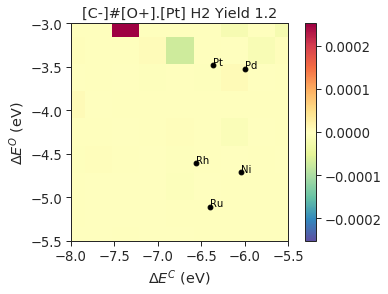 [C-]#[O+].[Pt] H2 Yield 1.2
−3.0
−3.5
−4.0
−4.5
−5.0
−5.5
ΔE^O (eV)
Pt
Pd
Rh
Ni
Ru
−8.0 −7.5 −7.0 −6.5 −6.0 −5.5
ΔE^C (eV)
0.0002
0.0001
0.0000
−0.0001
−0.0002